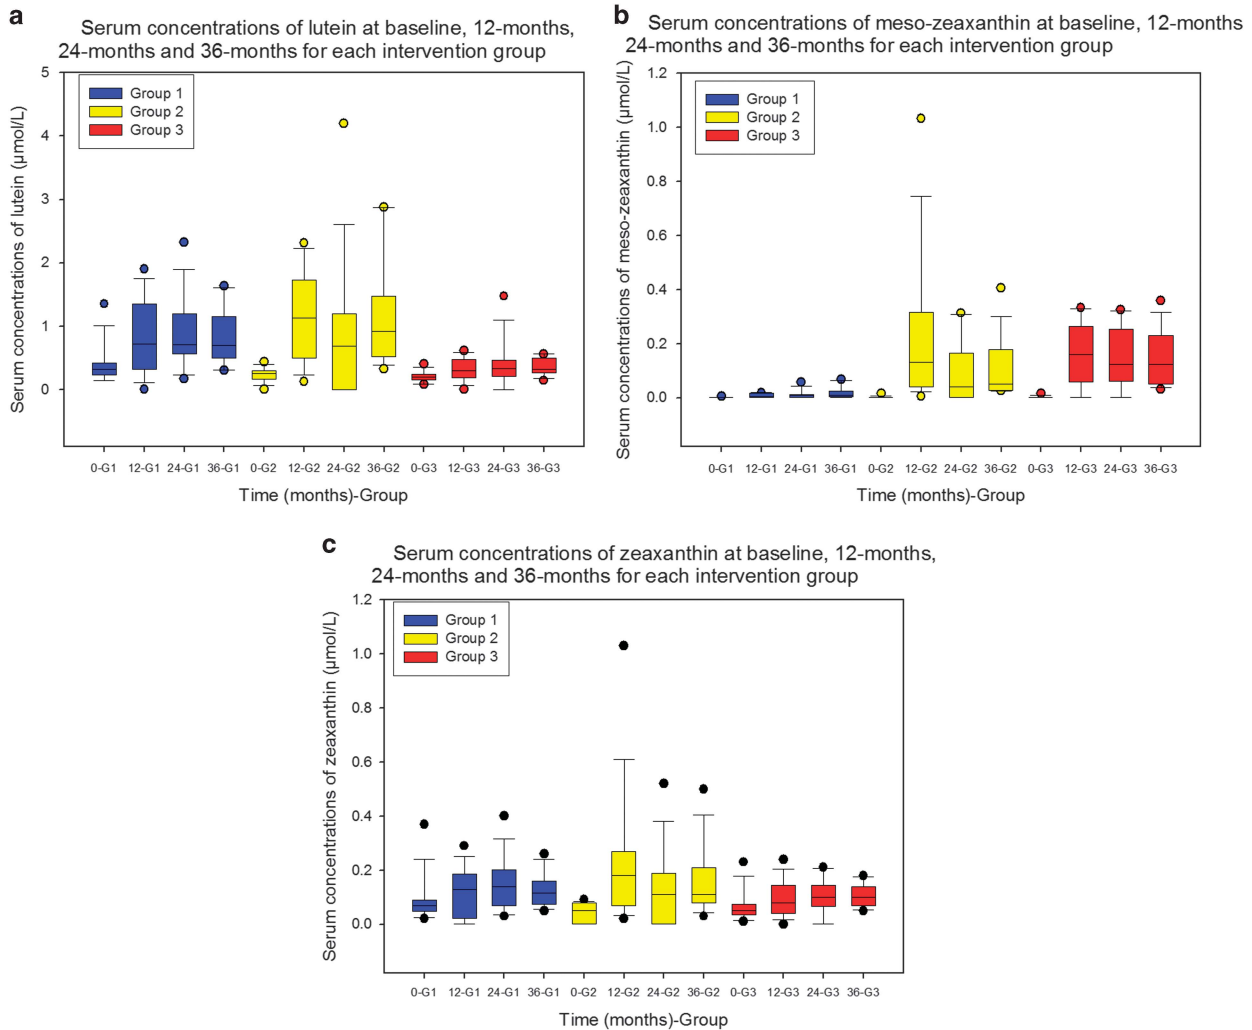 a
Serum concentrations of lutein at baseline, 12-months,
24-months and 36-months for each intervention group
5
4
3
2
1
0
Serum concentrations of lutein (μmol/L)
Group 1
Group 2
Group 3
0-G1 12-G1 24-G1 36-G1 0-G2 12-G2 24-G2 36-G2 0-G3 12-G3 24-G3 36-G3
Time (months)-Group
b
Serum concentrations of meso-zeaxanthin at baseline, 12-months
24-months and 36-months for each intervention group
1.2
1.0
0.8
0.6
0.4
0.2
0.0
Serum concentrations of meso-zeaxanthin (μmol/L)
Group 1
Group 2
Group 3
0-G1 12-G1 24-G1 36-G1 0-G2 12-G2 24-G2 36-G2 0-G3 12-G3 24-G3 36-G3
Time (months)-Group
c
Serum concentrations of zeaxanthin at baseline, 12-months,
24-months and 36-months for each intervention group
1.2
1.0
0.8
0.6
0.4
0.2
0.0
Serum concentrations of zeaxanthin (μmol/L)
Group 1
Group 2
Group 3
0-G1 12-G1 24-G1 36-G1 0-G2 12-G2 24-G2 36-G2 0-G3 12-G3 24-G3 36-G3
Time (months)-Group